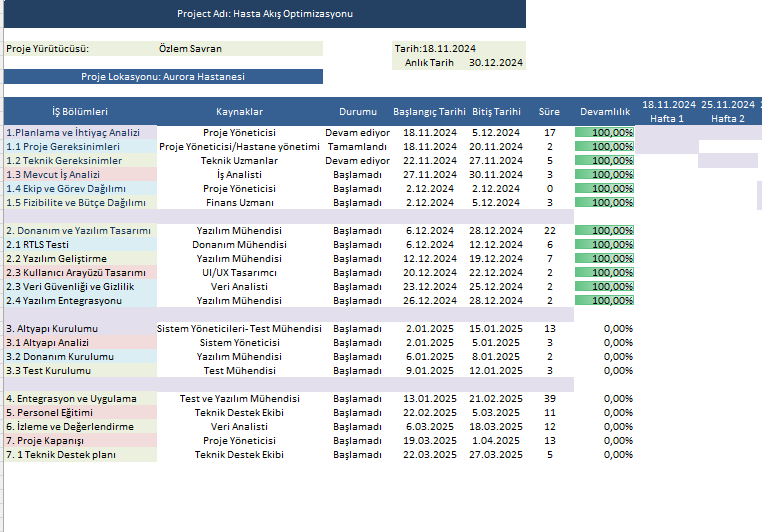 Project Adı: Hasta Akış Optimizasyonu
Proje Yürütücüsü: Özlem Savran Tarih:18.11.2024
Anlık Tarih 30.12.2024
Proje Lokasyonu: Aurora Hastanesi
İŞ Bölümleri Kaynaklar Durumu Başlangıç Tarihi Bitiş Tarihi Süre Devamlılık 18.11.2024 25.11.2024
Hafta 1 Hafta 2
1.Planlama ve İhtiyaç Analizi Proje Yöneticisi Devam ediyor 18.11.2024 5.12.2024 17 100,00%
1.1 Proje Gereksinimleri Proje Yöneticisi/Hastane yönetimi Tamamlandı 18.11.2024 20.11.2024 2 100,00%
1.2 Teknik Gereksinimler Teknik Uzmanlar Devam ediyor 22.11.2024 27.11.2024 5 100,00%
1.3 Mevcut İş Analizi İş Analisti Başlamadı 27.11.2024 30.11.2024 3 100,00%
1.4 Ekip ve Görev Dağılımı Proje Yöneticisi Başlamadı 2.12.2024 2.12.2024 0 100,00%
1.5 Fizibilite ve Bütçe Dağılımı Finans Uzmanı Başlamadı 2.12.2024 5.12.2024 3 100,00%
2. Donanım ve Yazılım Tasarımı Yazılım Mühendisi Başlamadı 6.12.2024 28.12.2024 22 100,00%
2.1 RTLS Testi Donanım Mühendisi Başlamadı 6.12.2024 12.12.2024 6 100,00%
2.2 Yazılım Geliştirme Yazılım Mühendisi Başlamadı 12.12.2024 19.12.2024 7 100,00%
2.3 Kullanıcı Arayüzü Tasarımı UI/UX Tasarımcı Başlamadı 20.12.2024 22.12.2024 2 100,00%
2.3 Veri Güvenliği ve Gizlilik Veri Analisti Başlamadı 23.12.2024 25.12.2024 2 100,00%
2.4 Yazılım Entegrasyonu Yazılım Mühendisi Başlamadı 26.12.2024 28.12.2024 2 100,00%
3. Altyapı Kurulumu Sistem Yöneticileri- Test Mühendisi Başlamadı 2.01.2025 15.01.2025 13 0,00%
3.1 Altyapı Analizi Sistem Yöneticisi Başlamadı 2.01.2025 5.01.2025 3 0,00%
3.2 Donanım Kurulumu Yazılım Mühendisi Başlamadı 6.01.2025 8.01.2025 2 0,00%
3.3 Test Kurulumu Test Mühendisi Başlamadı 9.01.2025 12.01.2025 3 0,00%
4. Entegrasyon ve Uygulama Test ve Yazılım Mühendisi Başlamadı 13.01.2025 21.02.2025 39 0,00%
5. Personel Eğitimi Teknik Destek Ekibi Başlamadı 22.02.2025 5.03.2025 11 0,00%
6. İzleme ve Değerlendirme Veri Analisti Başlamadı 6.03.2025 18.03.2025 12 0,00%
7. Proje Kapanışı Proje Yöneticisi Başlamadı 19.03.2025 1.04.2025 13 0,00%
7. 1 Teknik Destek planı Teknik Destek Ekibi Başlamadı 22.03.2025 27.03.2025 5 0,00%